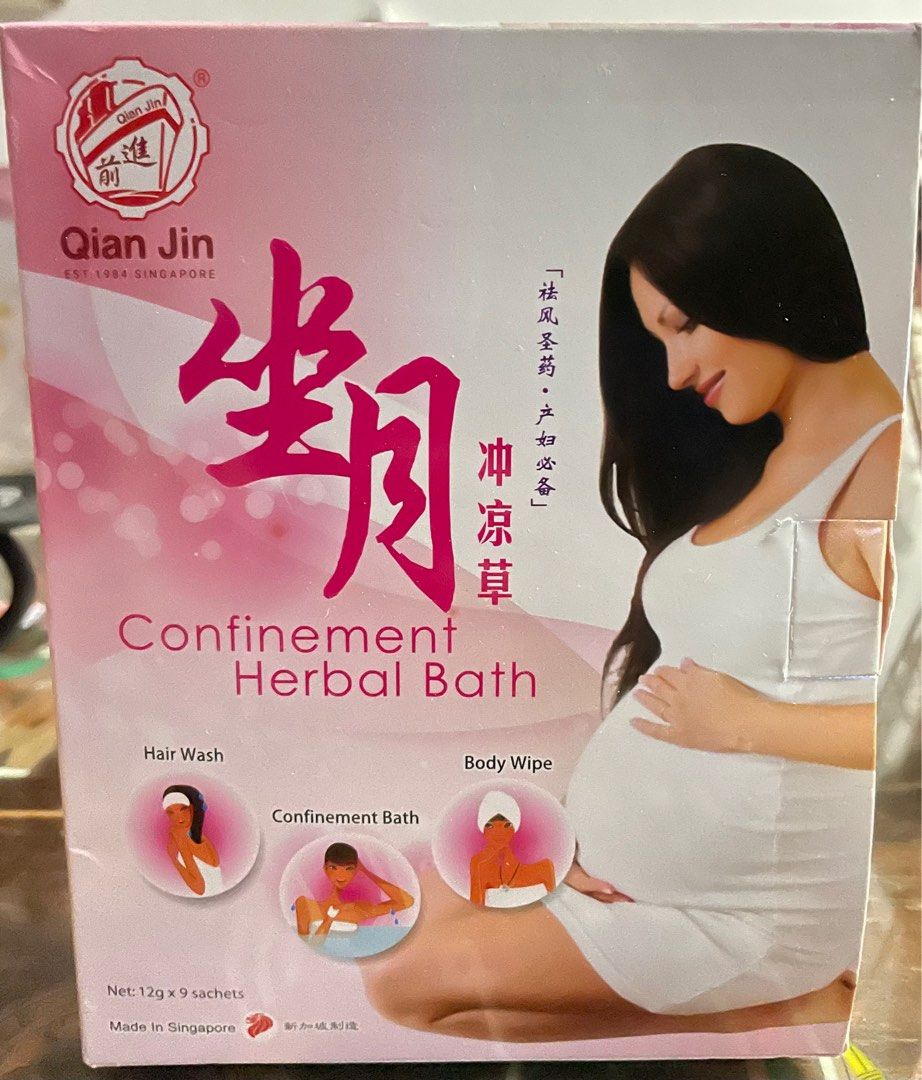 ®
Qian Jin
前進
Qian Jin
EST 1984 SINGAPORE
坐月
冲凉草
「祛风圣药·产妇必备」
Confinement
Herbal Bath
Hair Wash
Confinement Bath
Body Wipe
Net: 12g x 9 sachets
Made In Singapore 新加坡制造